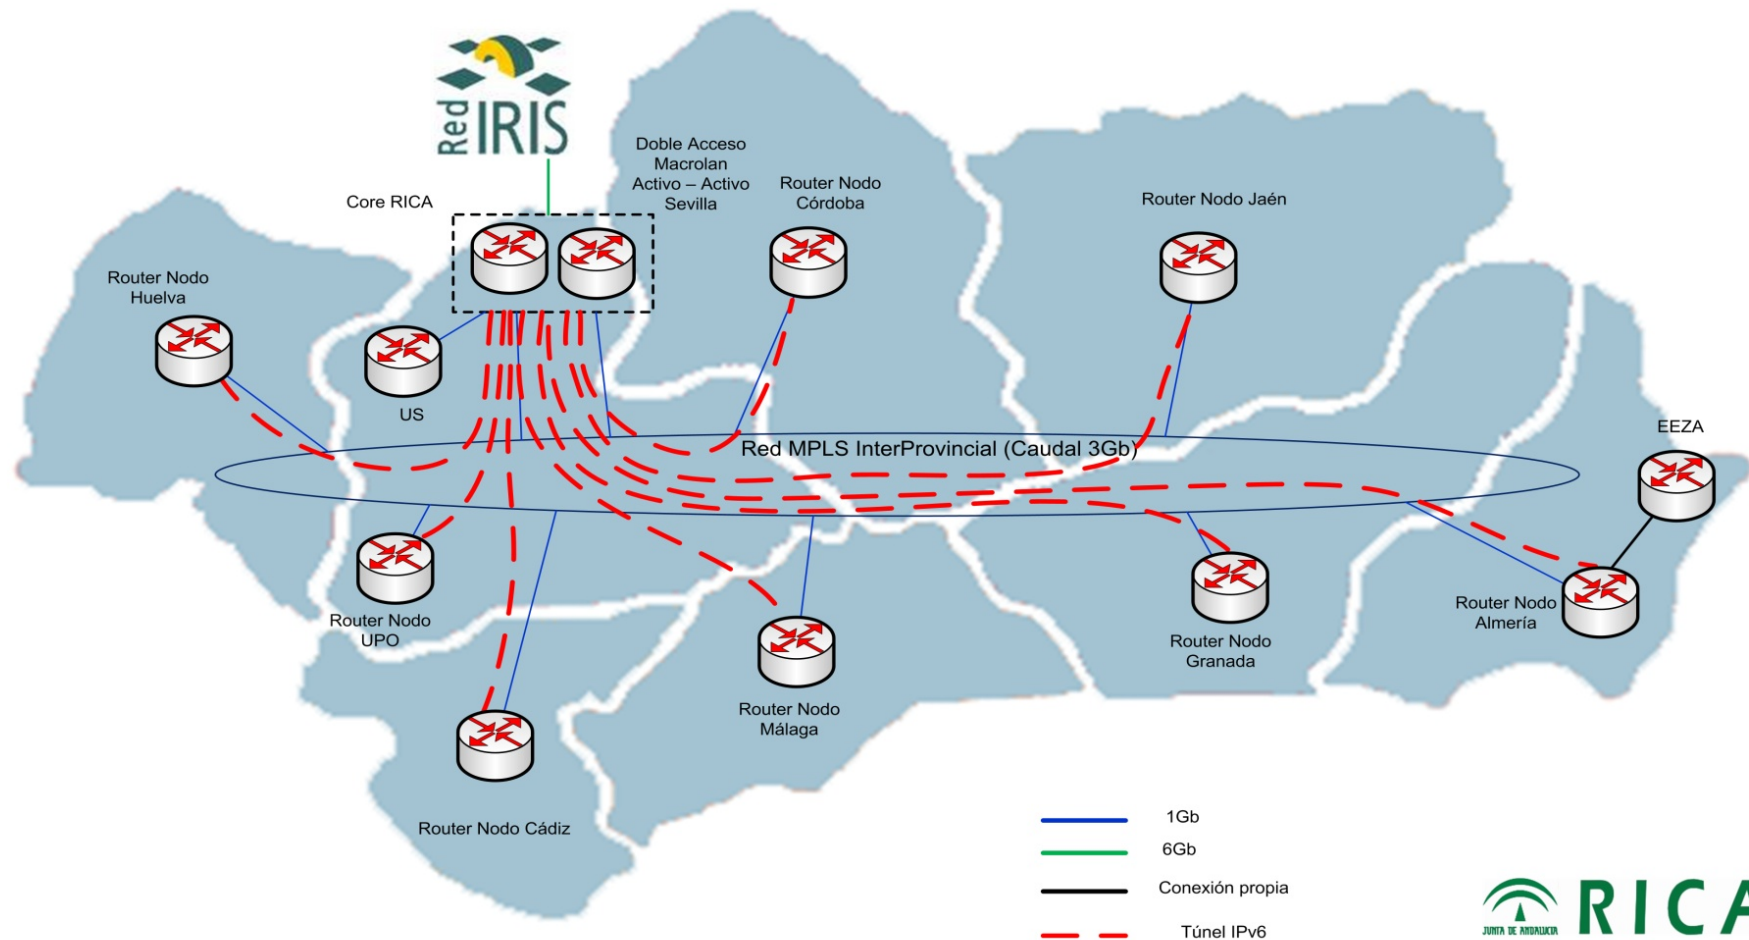 Red
IRIS
Doble Acceso
Macrolan
Activo – Activo
Sevilla
Core RICA
Router Nodo
Córdoba
Router Nodo Jaén
Router Nodo
Huelva
US
EEZA
Red MPLS InterProvincial (Caudal 3Gb)
Router Nodo
UPO
Router Nodo
Granada
Router Nodo
Almería
Router Nodo
Málaga
Router Nodo Cádiz
1Gb
6Gb
Conexión propia
Túnel IPv6
JUNTA DE ANDALUCIA
RICA